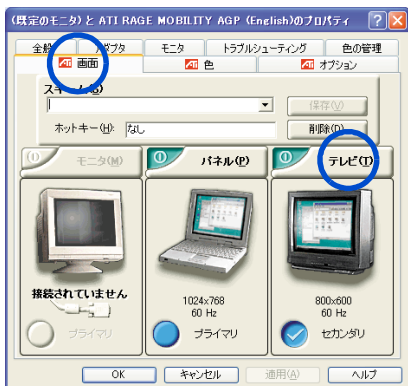 (既定のモニタ) と ATI RAGE MOBILITY AGP (English)のプロパティ
全般 アダプタ モニタ トラブルシューティング 色の管理
ATI 画面 ATI 色 ATI オプション
スキーム(S)
保存(V)
ホットキー(H): なし 削除(D)
モニタ(M) パネル(P) テレビ(T)
接続されていません
1024x768
60 Hz
800x600
60 Hz
プライマリ プライマリ セカンダリ
OK キャンセル 適用(A) ヘルプ